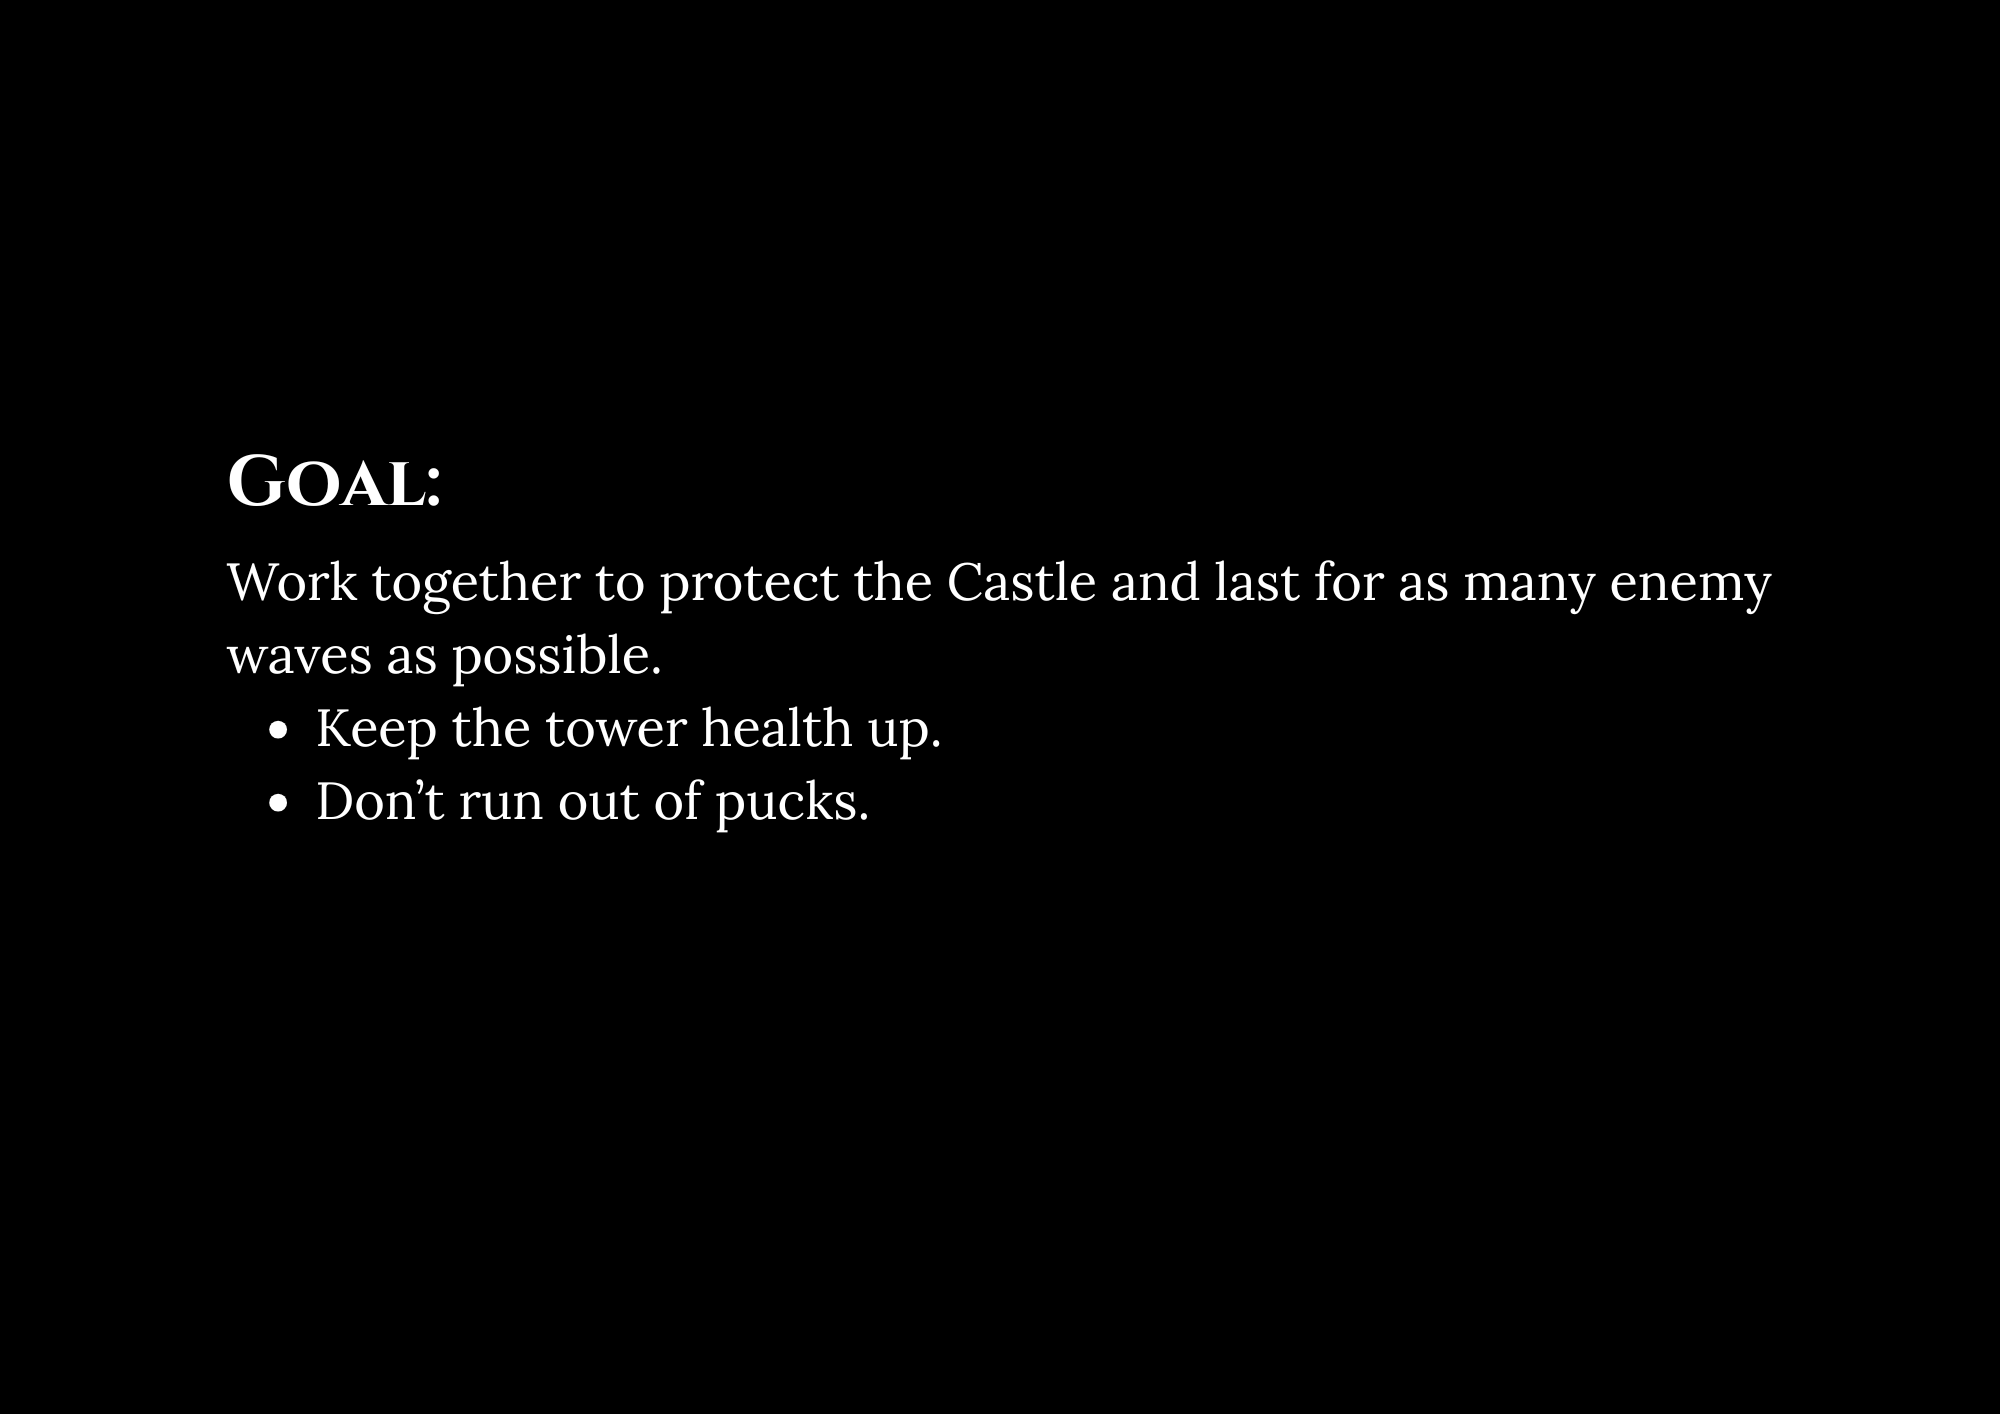 Goal:
Work together to protect the Castle and last for as many enemy
waves as possible.
• Keep the tower health up.
• Don’t run out of pucks.